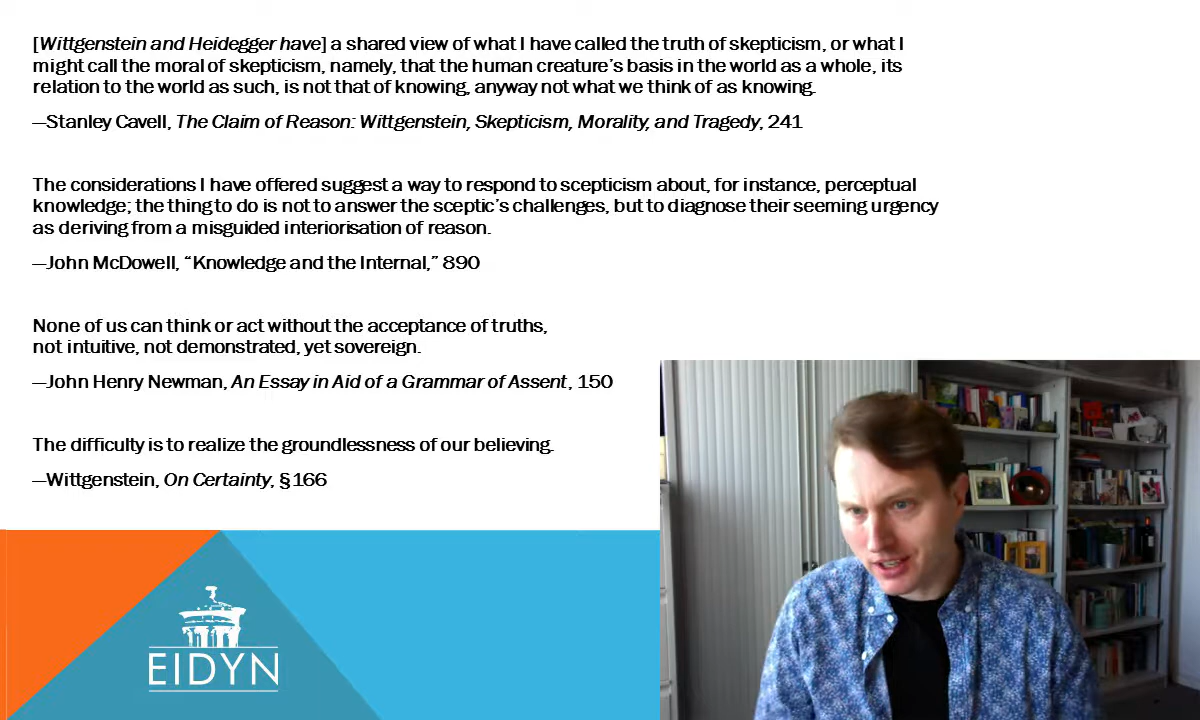 [Wittgenstein and Heidegger have] a shared view of what I have called the truth of skepticism, or what I
might call the moral of skepticism, namely, that the human creature's basis in the world as a whole, its
relation to the world as such, is not that of knowing, anyway not what we think of as knowing.
—Stanley Cavell, The Claim of Reason: Wittgenstein, Skepticism, Morality, and Tragedy, 241
The considerations I have offered suggest a way to respond to scepticism about, for instance, perceptual
knowledge; the thing to do is not to answer the sceptic's challenges, but to diagnose their seeming urgency
as deriving from a misguided interiorisation of reason.
—John McDowell, “Knowledge and the Internal,” 890
None of us can think or act without the acceptance of truths,
not intuitive, not demonstrated, yet sovereign.
—John Henry Newman, An Essay in Aid of a Grammar of Assent, 150
The difficulty is to realize the groundlessness of our believing.
—Wittgenstein, On Certainty, §166
EIDYN